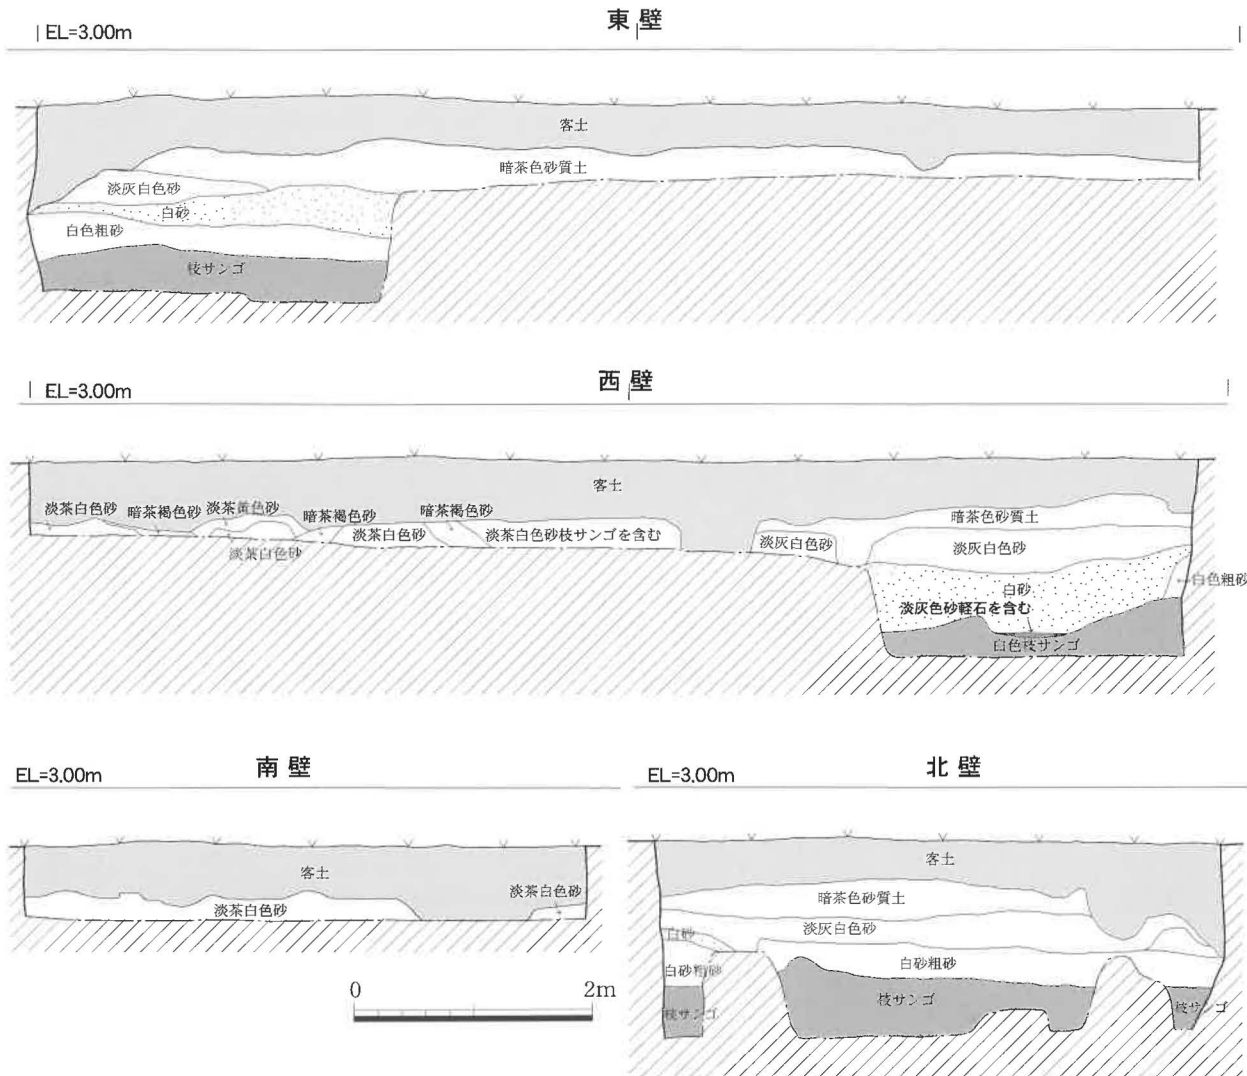 東壁
EL=3.00m
客土
暗茶色砂質土
淡灰白色砂
白砂
白色粗砂
枝サンゴ
西壁
EL=3.00m
客土
淡茶白色砂
暗茶褐色砂
淡茶黄色砂
暗茶褐色砂
暗茶褐色砂
淡茶白色砂
淡茶白色砂
淡茶白色砂枝サンゴを含む
淡灰白色砂
暗茶色砂質土
淡灰白色砂
白砂
白色粗砂
淡灰色砂軽石を含む
白色枝サンゴ
南壁
EL=3.00m
客土
淡茶白色砂
淡茶白色砂
北壁
EL=3.00m
客土
暗茶色砂質土
淡灰白色砂
白砂
白砂粗砂
白砂粗砂
枝サンゴ
枝サンゴ
枝サンゴ
0 2m